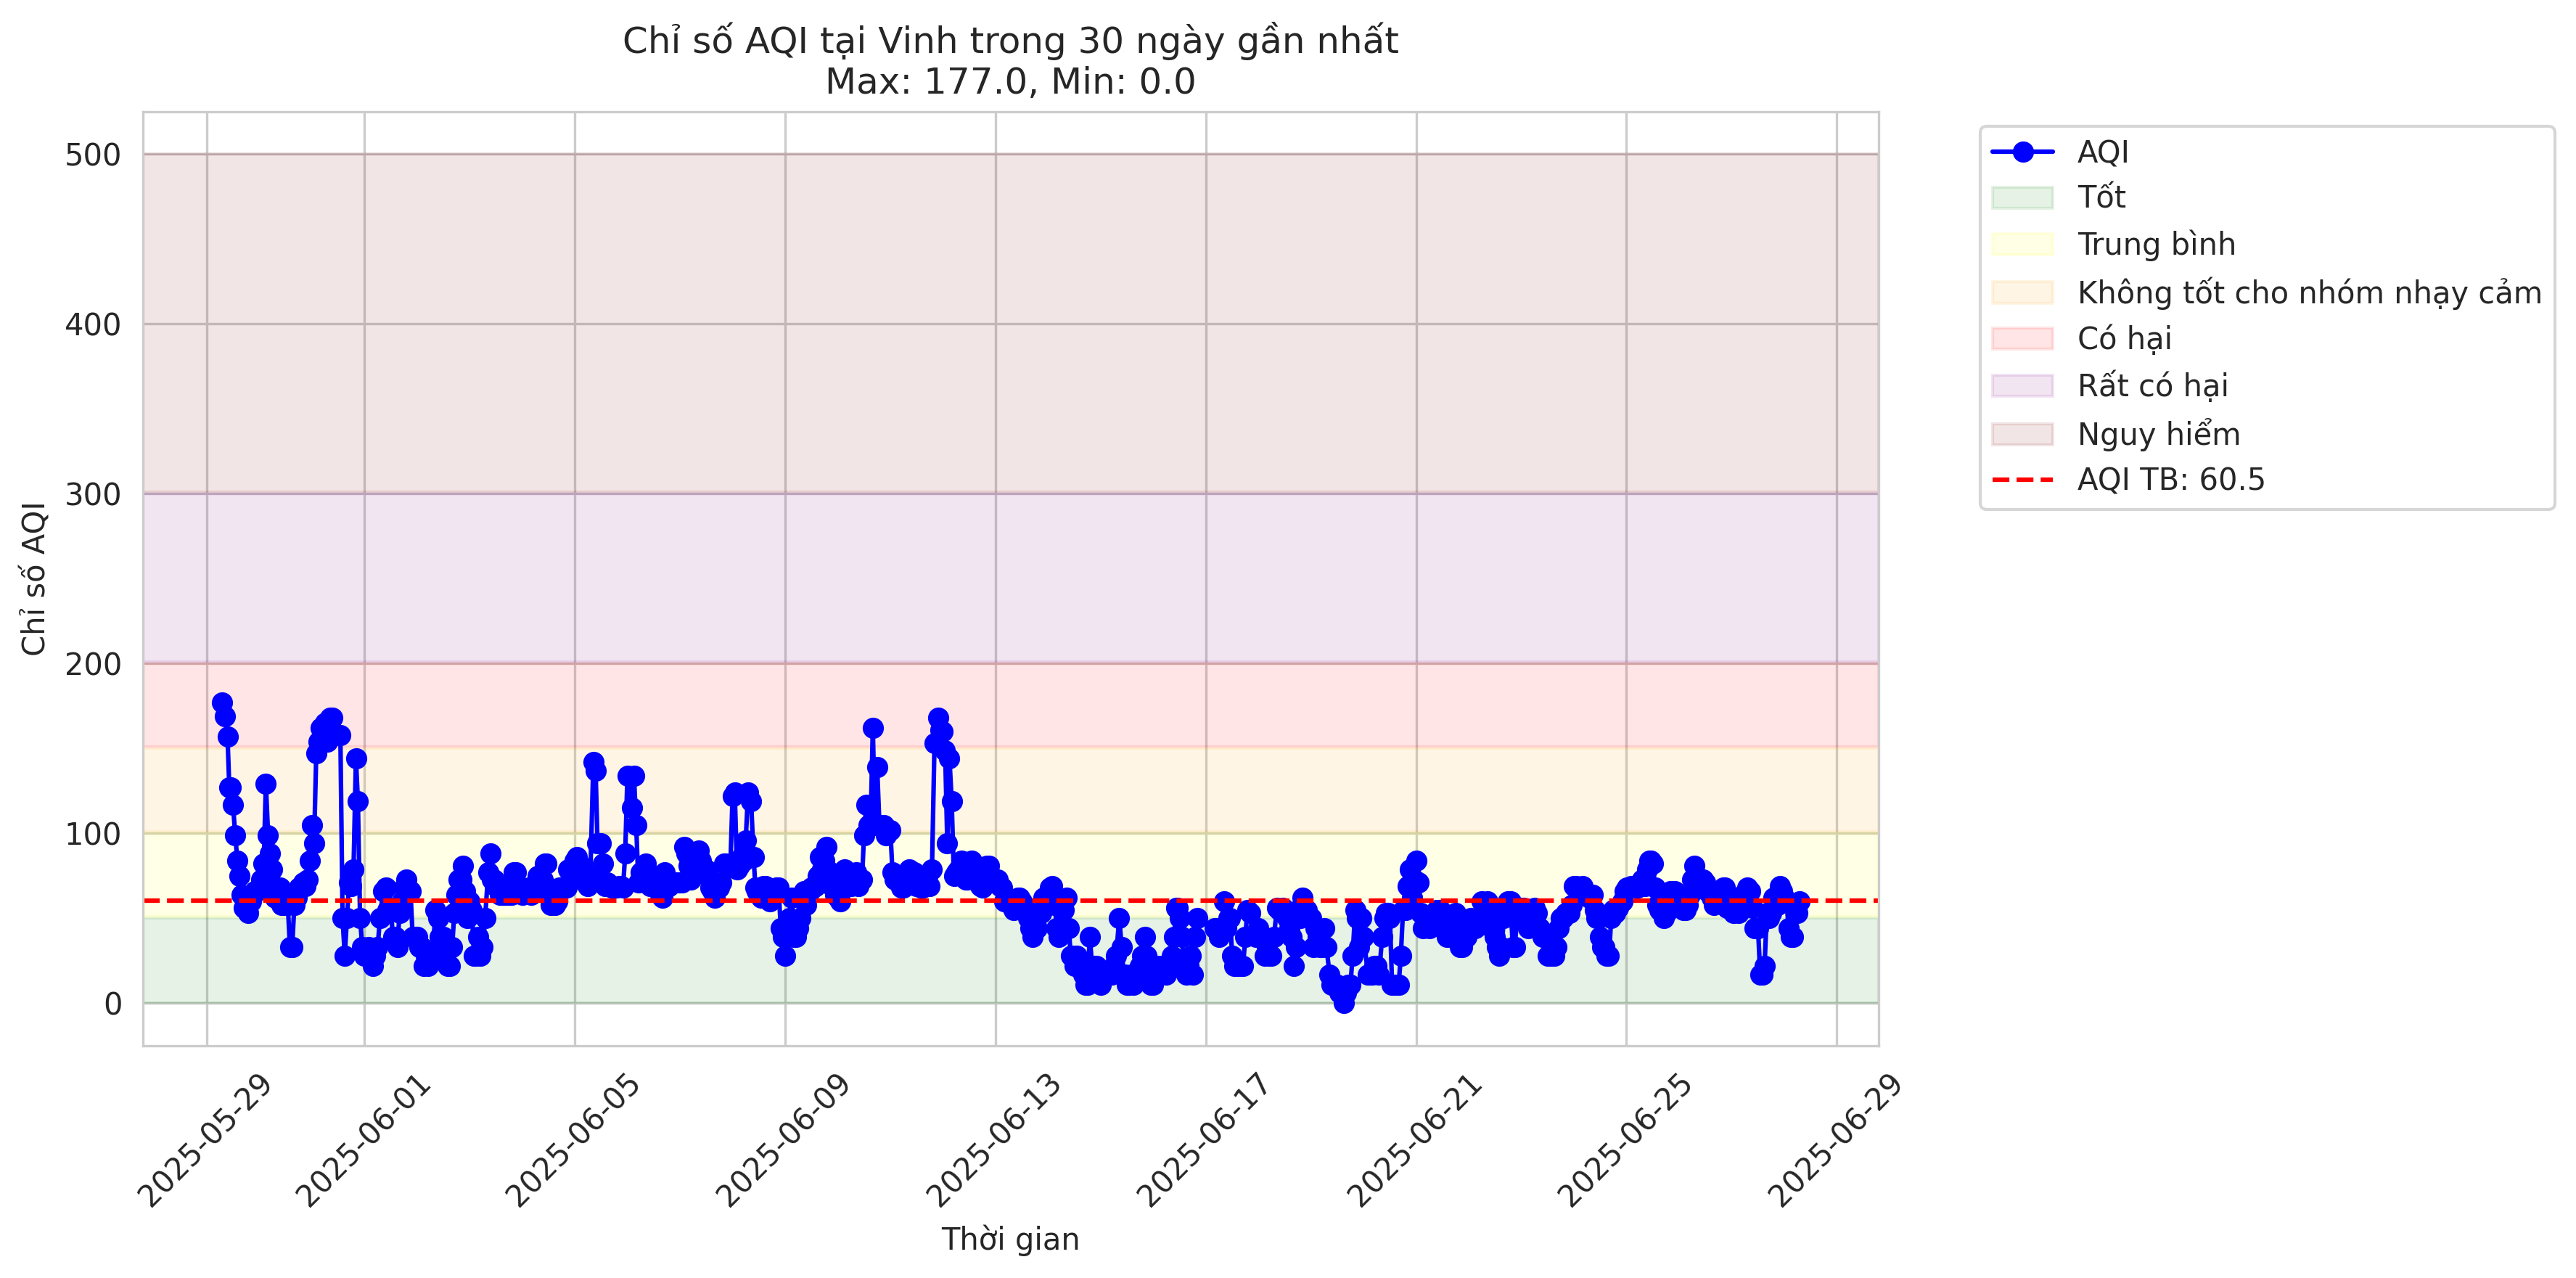 Chỉ số AQI tại Vinh trong 30 ngày gần nhất
Max: 177.0, Min: 0.0
Chỉ số AQI
500
400
300
200
100
0
2025-05-29
2025-06-01
2025-06-05
2025-06-09
2025-06-13
2025-06-17
2025-06-21
2025-06-25
2025-06-29
Thời gian
AQI
Tốt
Trung bình
Không tốt cho nhóm nhạy cảm
Có hại
Rất có hại
Nguy hiểm
AQI TB: 60.5